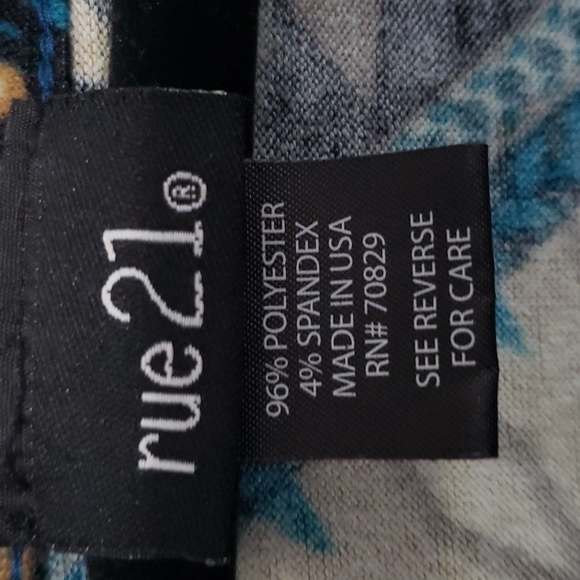 rue21®
96% POLYESTER
4% SPANDEX
MADE IN USA
RN# 70829
SEE REVERSE
FOR CARE